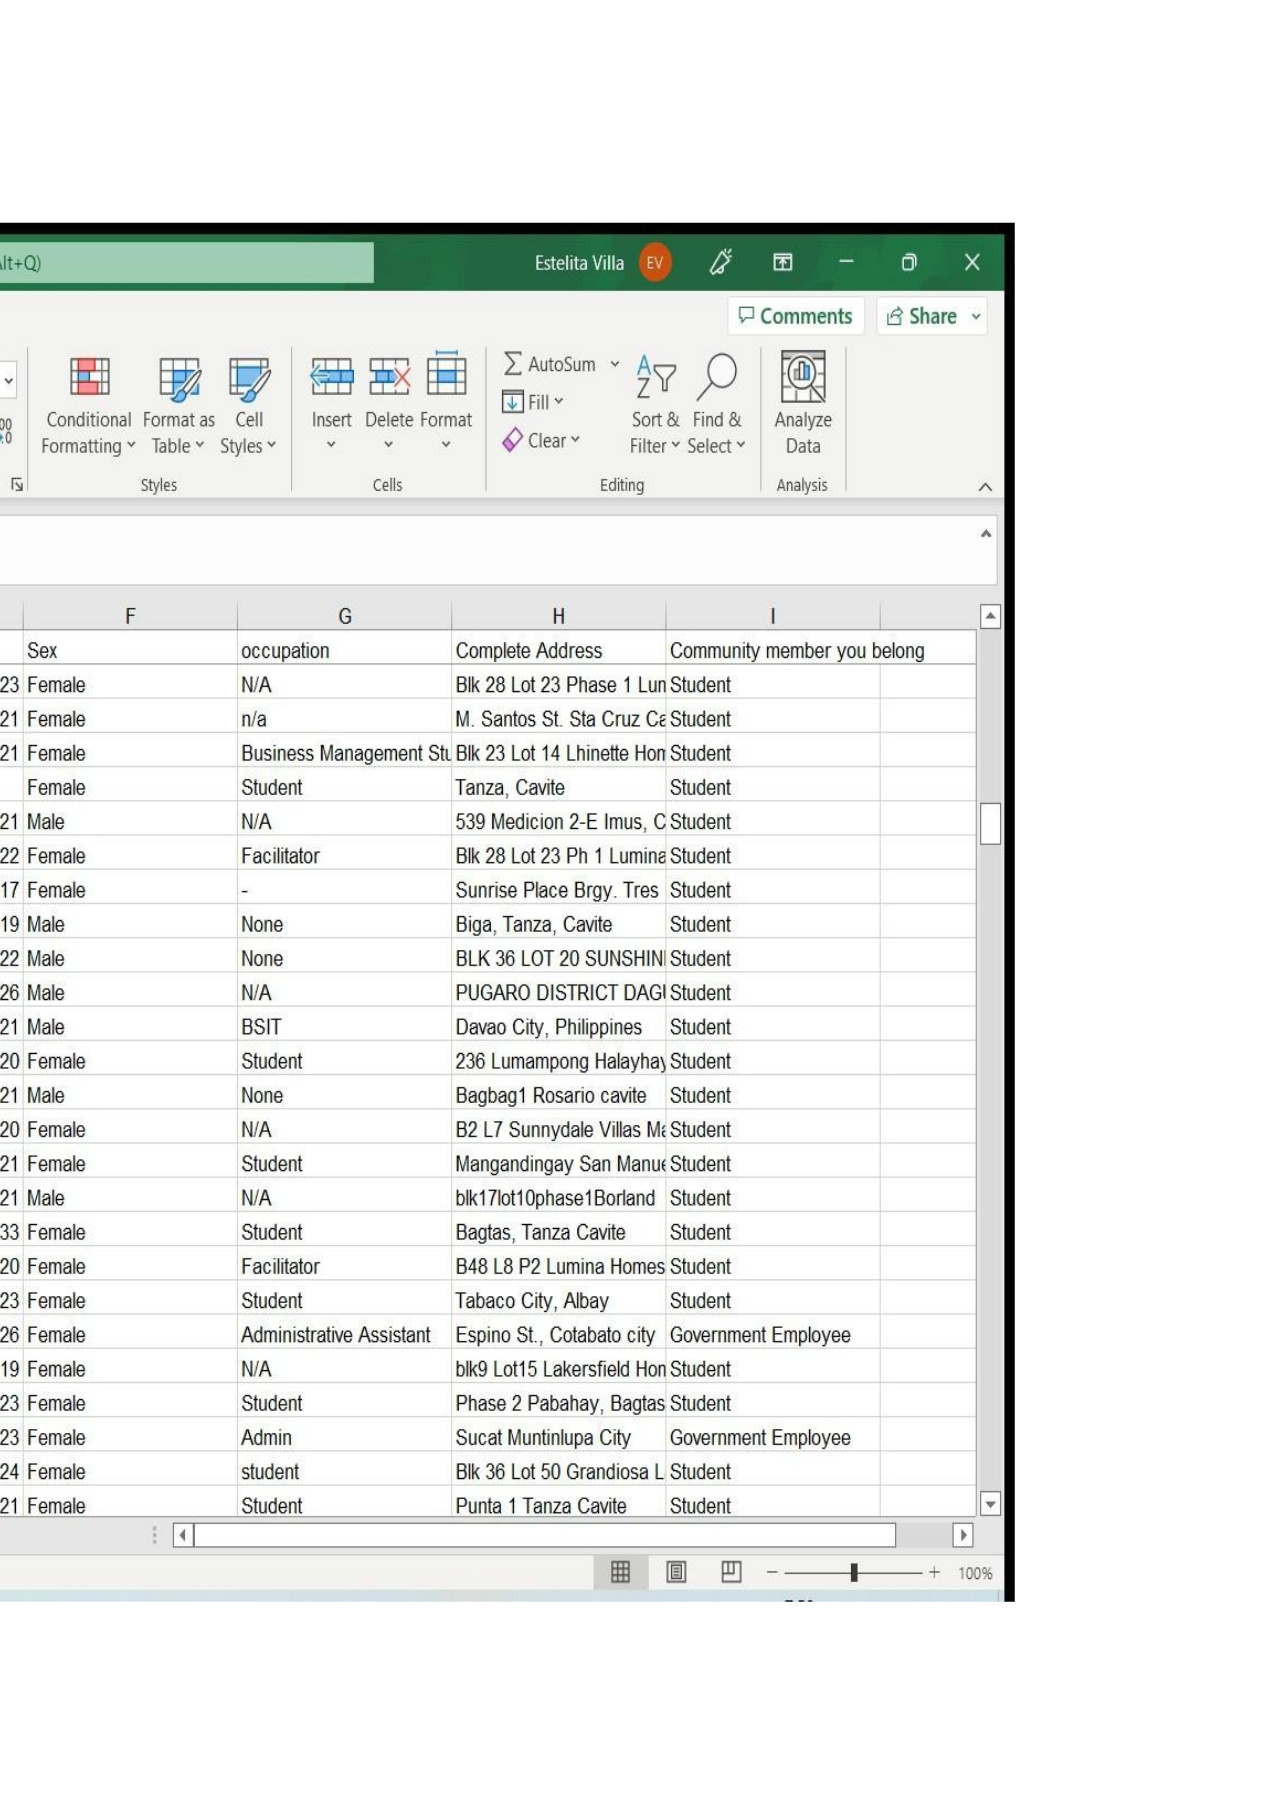 Alt+Q)
Estelita Villa EV
Comments Share
AutoSum
Fill
Clear
Conditional Formatting
Format as Table
Cell Styles
Insert Delete Format
Sort & Filter
Find & Select
Analyze Data
Styles Cells Editing Analysis
F G H I
Sex occupation Complete Address Community member you belong
23 Female N/A Blk 28 Lot 23 Phase 1 Lum Student
21 Female n/a M. Santos St. Sta Cruz Ca Student
21 Female Business Management Stu Blk 23 Lot 14 Lhinette Hom Student
Female Student Tanza, Cavite Student
21 Male N/A 539 Medicion 2-E Imus, C Student
22 Female Facilitator Blk 28 Lot 23 Ph 1 Lumina Student
17 Female - Sunrise Place Brgy. Tres Student
19 Male None Biga, Tanza, Cavite Student
22 Male None BLK 36 LOT 20 SUNSHIN Student
26 Male N/A PUGARO DISTRICT DAGU Student
21 Male BSIT Davao City, Philippines Student
20 Female Student 236 Lumampong Halayhay Student
21 Male None Bagbag1 Rosario cavite Student
20 Female N/A B2 L7 Sunnydale Villas Ma Student
21 Female Student Mangandingay San Manue Student
21 Male N/A blk17lot10phase1Borland Student
33 Female Student Bagtas, Tanza Cavite Student
20 Female Facilitator B48 L8 P2 Lumina Homes Student
23 Female Student Tabaco City, Albay Student
26 Female Administrative Assistant Espino St., Cotabato city Government Employee
19 Female N/A blk9 Lot15 Lakersfield Hom Student
23 Female Student Phase 2 Pabahay, Bagtas Student
23 Female Admin Sucat Muntinlupa City Government Employee
24 Female student Blk 36 Lot 50 Grandiosa L Student
21 Female Student Punta 1 Tanza Cavite Student
100%